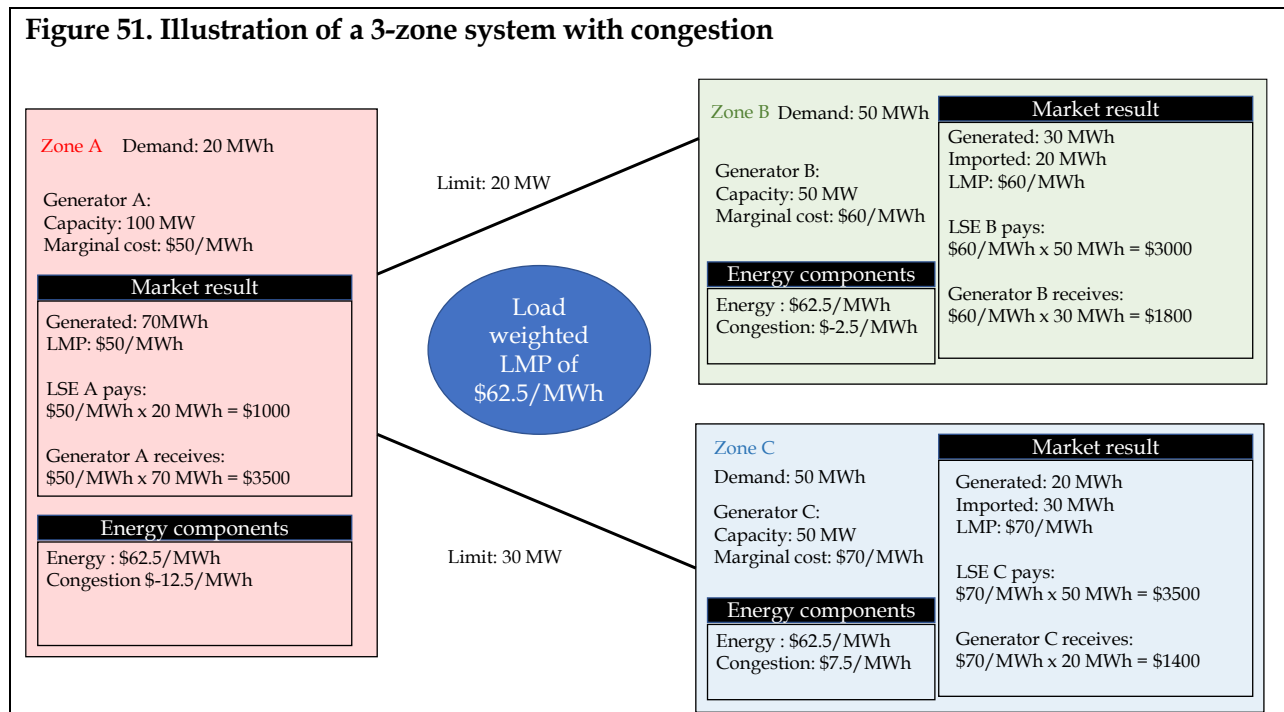 Figure 51. Illustration of a 3-zone system with congestion
Zone A Demand: 20 MWh
Generator A:
Capacity: 100 MW
Marginal cost: $50/MWh
Market result
Generated: 70MWh
LMP: $50/MWh
LSE A pays:
$50/MWh x 20 MWh = $1000
Generator A receives:
$50/MWh x 70 MWh = $3500
Energy components
Energy : $62.5/MWh
Congestion $-12.5/MWh
Limit: 20 MW
Load
weighted
LMP of
$62.5/MWh
Limit: 30 MW
Zone B Demand: 50 MWh
Generator B:
Capacity: 50 MW
Marginal cost: $60/MWh
Energy components
Energy : $62.5/MWh
Congestion: $-2.5/MWh
Market result
Generated: 30 MWh
Imported: 20 MWh
LMP: $60/MWh
LSE B pays:
$60/MWh x 50 MWh = $3000
Generator B receives:
$60/MWh x 30 MWh = $1800
Zone C
Demand: 50 MWh
Generator C:
Capacity: 50 MW
Marginal cost: $70/MWh
Energy components
Energy : $62.5/MWh
Congestion: $7.5/MWh
Market result
Generated: 20 MWh
Imported: 30 MWh
LMP: $70/MWh
LSE C pays:
$70/MWh x 50 MWh = $3500
Generator C receives:
$70/MWh x 20 MWh = $1400